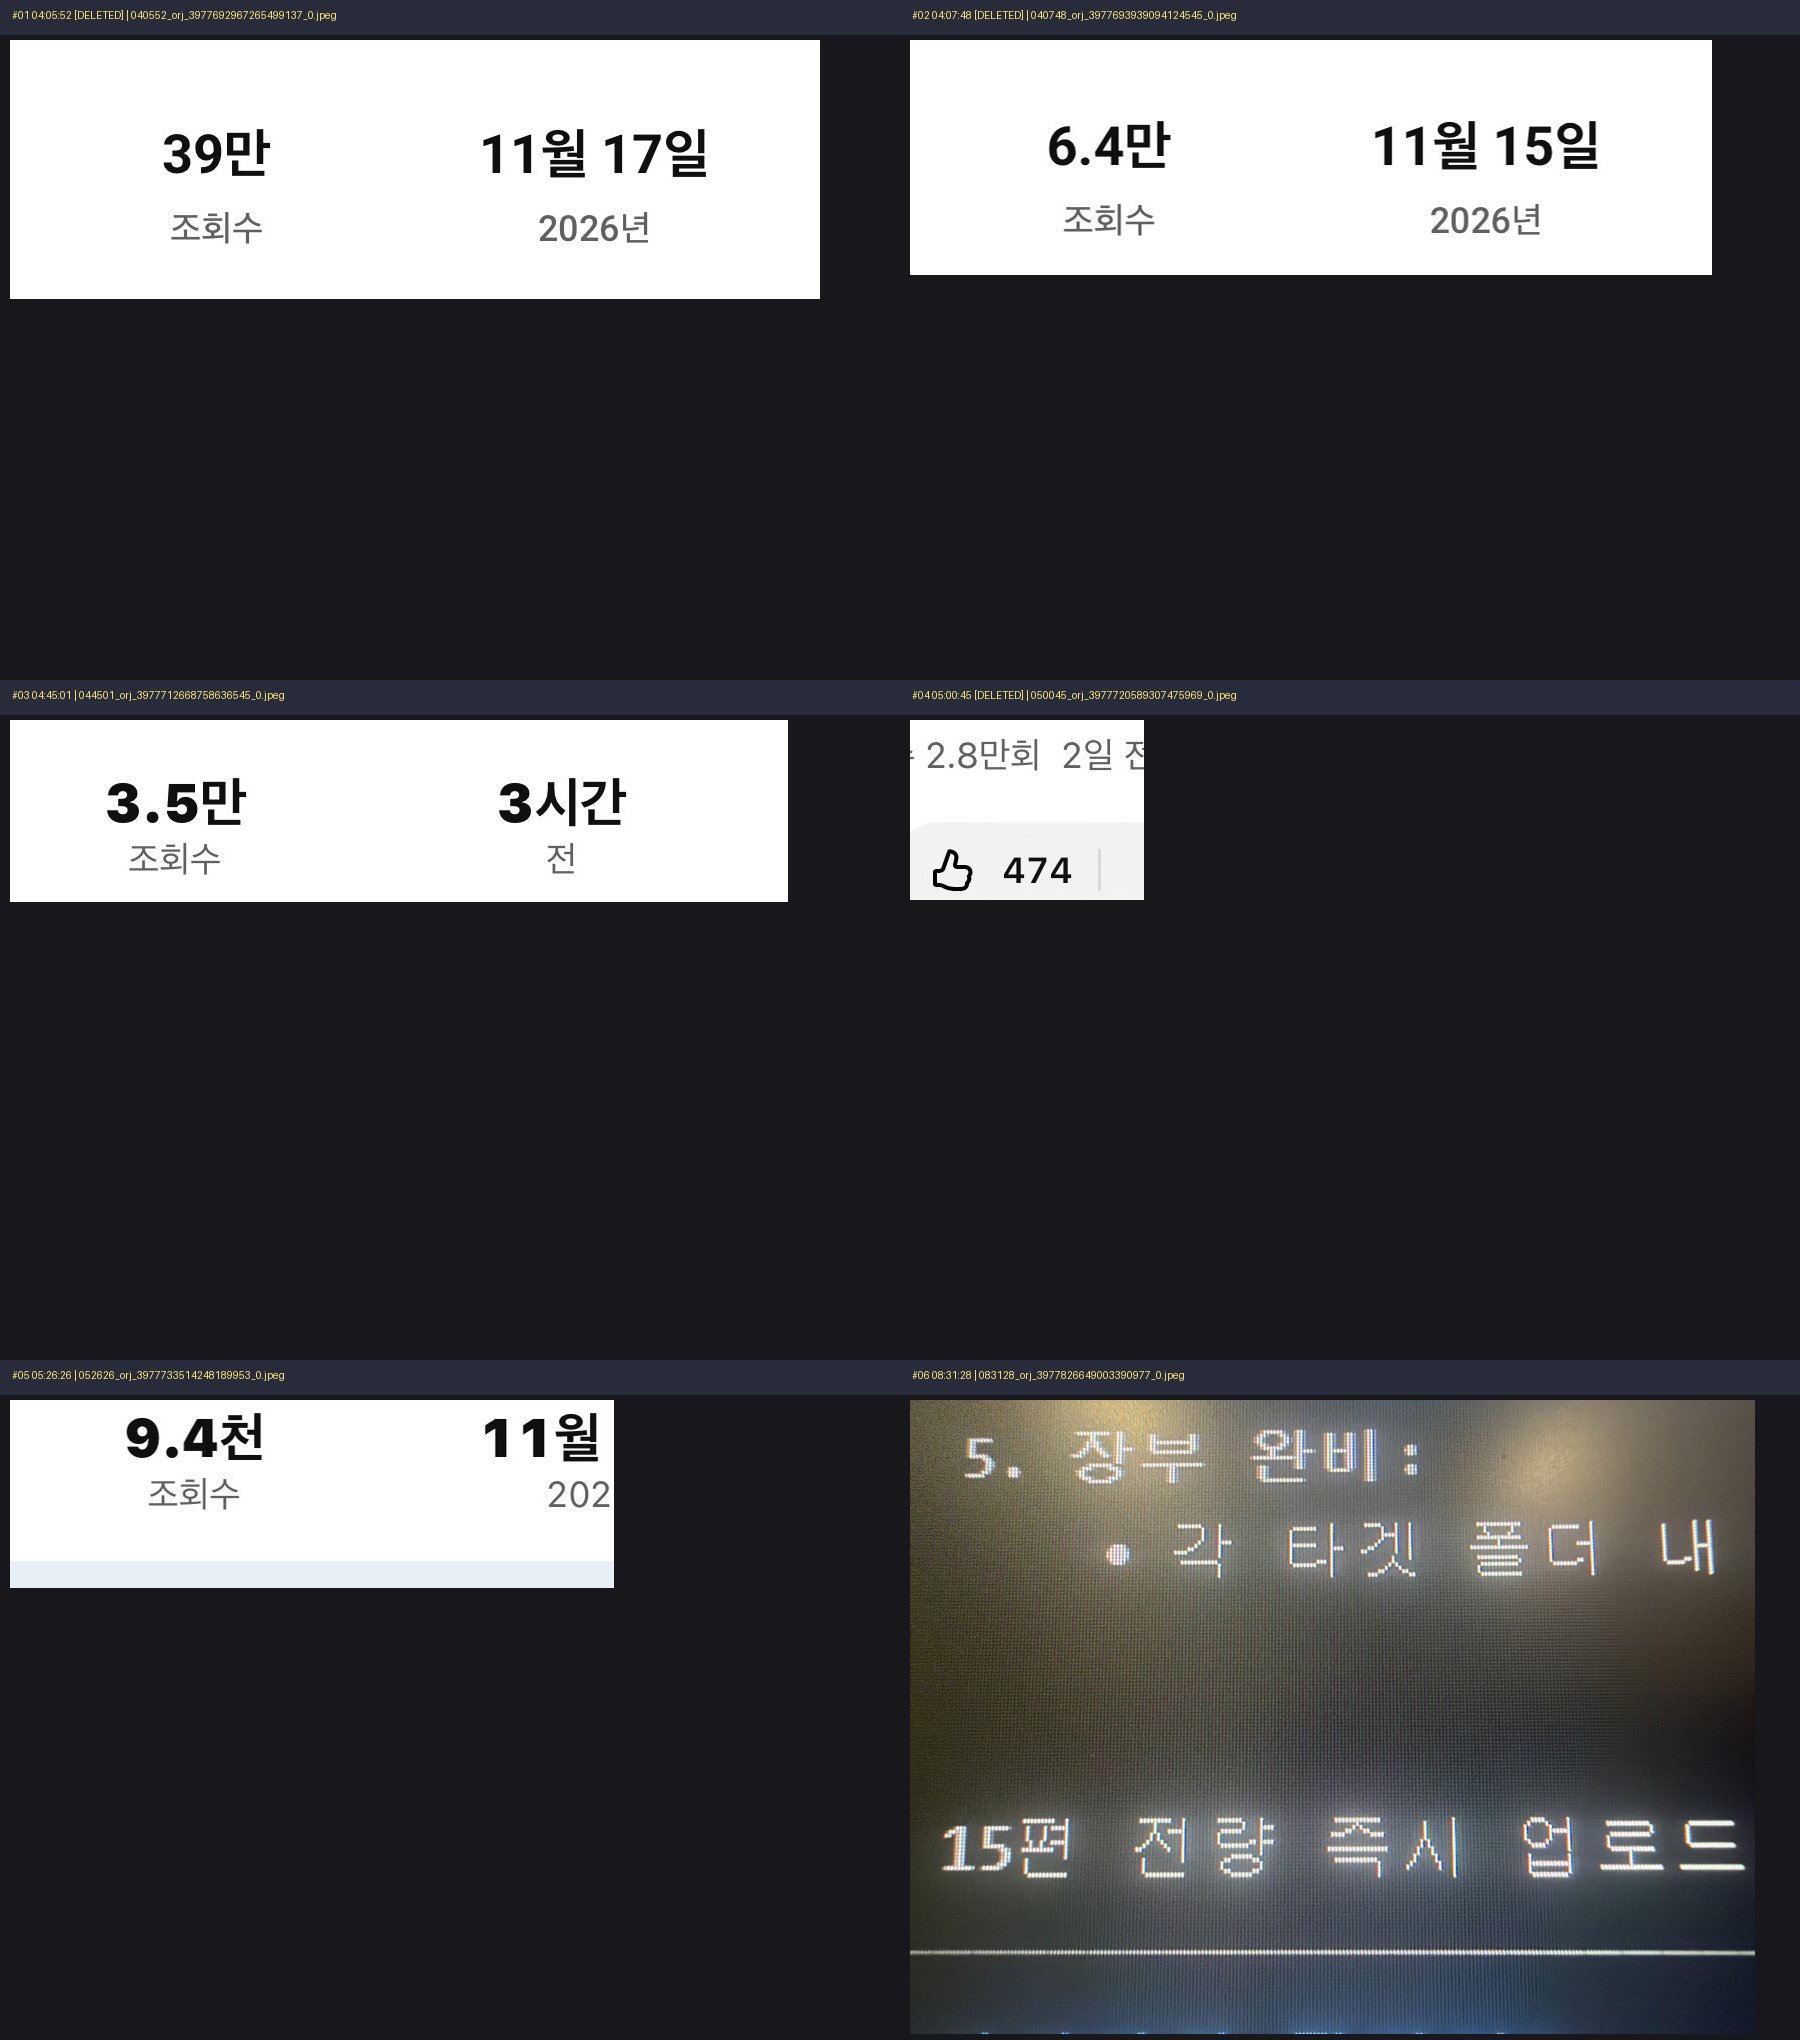 #01 04:05:52 [DELETED] | 040552_orj_3977692967265499137_0.jpeg
39만 11월 17일
조회수 2026년
#02 04:07:48 [DELETED] | 040748_orj_3977693939094124545_0.jpeg
6.4만 11월 15일
조회수 2026년
#03 04:45:01 | 044501_orj_3977712668758636545_0.jpeg
3.5만 3시간
조회수 전
#04 05:00:45 [DELETED] | 050045_orj_3977720589307475969_0.jpeg
2.8만회 2일 전
474
#05 05:26:26 | 052626_orj_3977733514248189953_0.jpeg
9.4천 11월
조회수 202
#06 08:31:28 | 083128_orj_3977826649003390977_0.jpeg
5. 장부 완비:
• 각 타겟 폴더 내
15편 전량 즉시 업로드